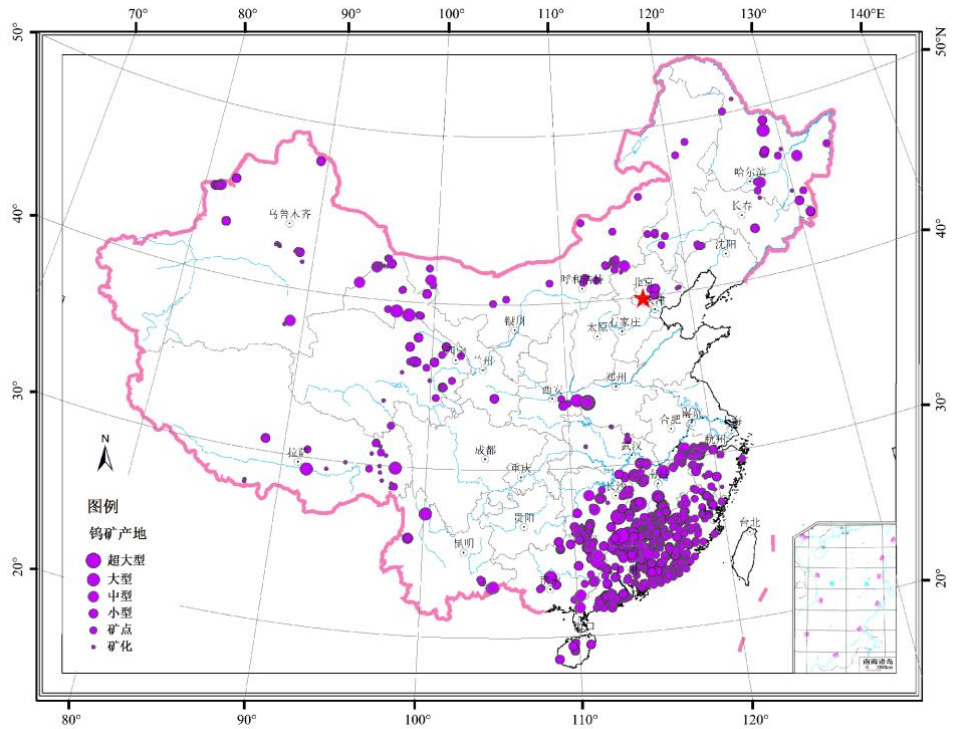 70°
80°
90°
100°
110°
120°
130°
140°E
50°
50°N
40°
40°
30°
30°
20°
20°
哈尔滨
长春
沈阳
乌鲁木齐
呼和浩特
北京
银川
太原
石家庄
兰州
西安
郑州
合肥
南京
杭州
武汉
成都
重庆
拉萨
贵阳
昆明
台北
N
图例
钨矿产地
超大型
大型
中型
小型
矿点
矿化
南海诸岛
80°
90°
100°
110°
120°